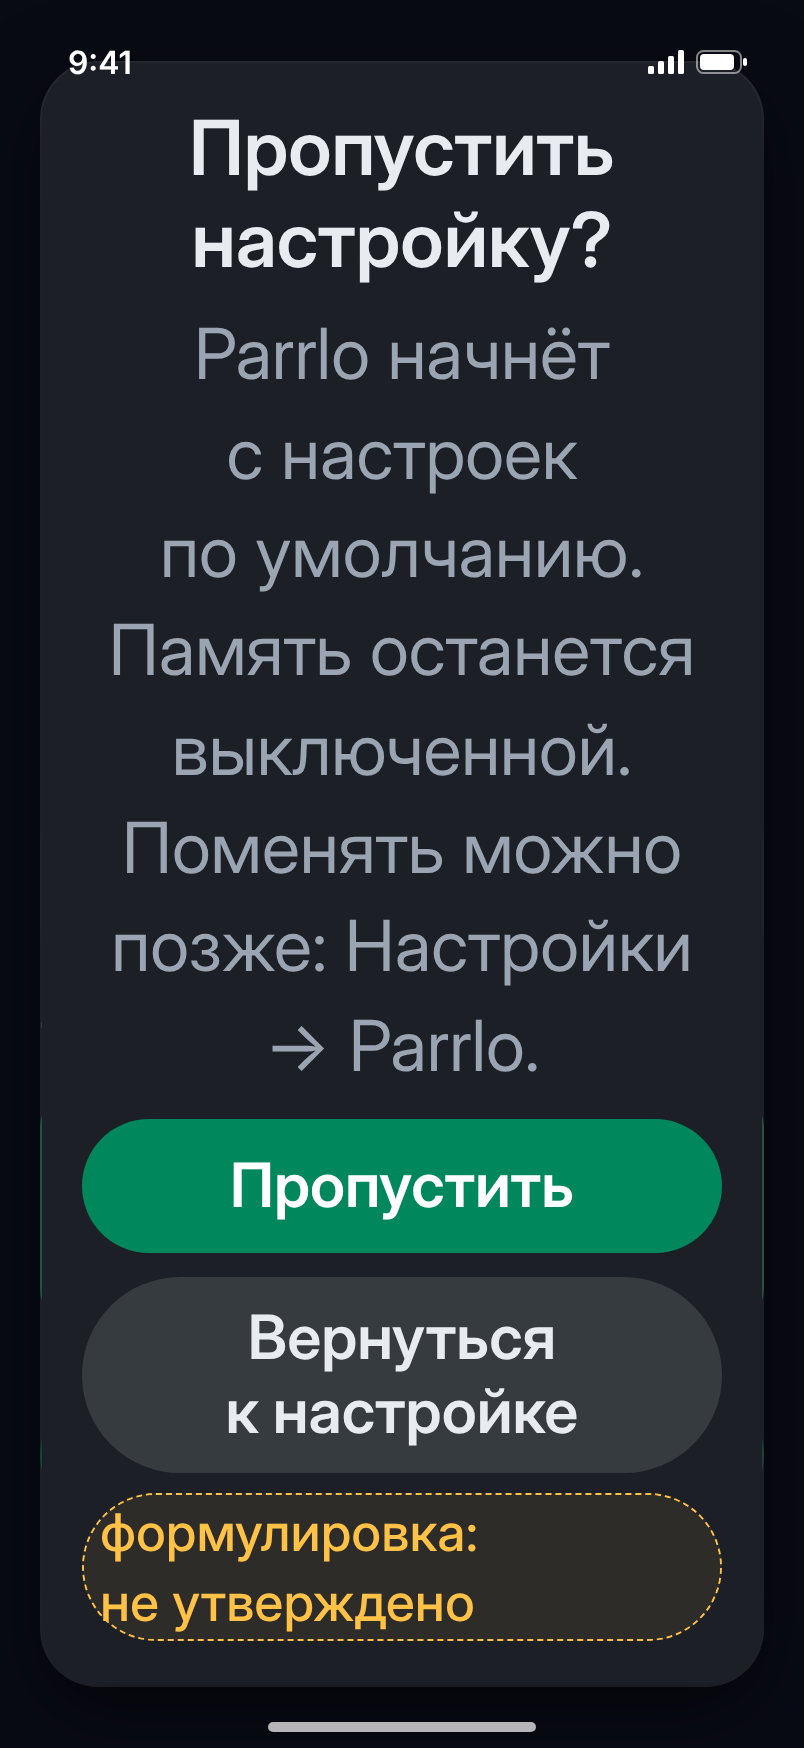 9:41
Пропустить
настройку?
Parrlo начнёт
с настроек
по умолчанию.
Память останется
выключенной.
Поменять можно
позже: Настройки
→ Parrlo.
Пропустить
Вернуться
к настройке
формулировка:
не утверждено